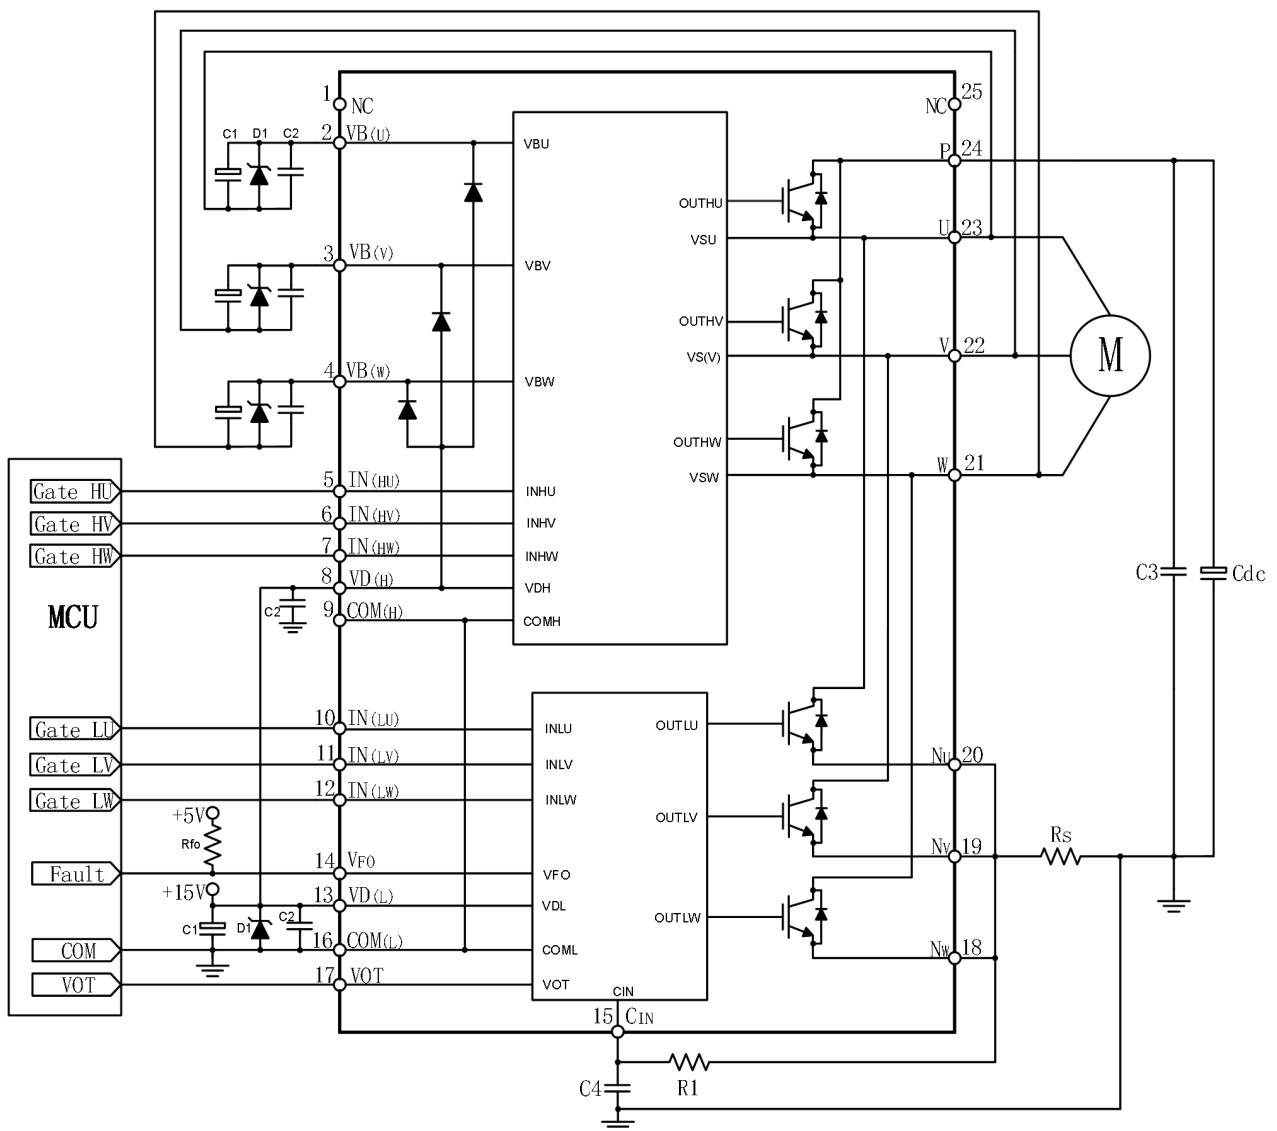 1
NC
NC
25
C1 D1 C2
2 VB(U)
VBU
P 24
OUTHU
VSU
U 23
3 VB(V)
VBV
OUTHV
VS(V)
V 22
M
4 VB(W)
VBW
OUTHW
VSW
W 21
Gate HU
5 IN(HU)
INHU
Gate HV
6 IN(HV)
INHV
Gate HW
7 IN(HW)
INHW
8 VD(H)
VDH
C2
9 COM(H)
COMH
C3
Cdc
MCU
Gate LU
10 IN(LU)
INLU
OUTLU
Gate LV
11 IN(LV)
INLV
NU 20
Gate LW
12 IN(LW)
INLW
+5V
Rfo
OUTLV
NV 19
Rs
Fault
14 VFO
VFO
+15V
13 VD(L)
VDL
OUTLW
C1 D1 C2
COM
16 COM(L)
COML
NW 18
VOT
17 VOT
VOT
CIN
15 CIN
R1
C4